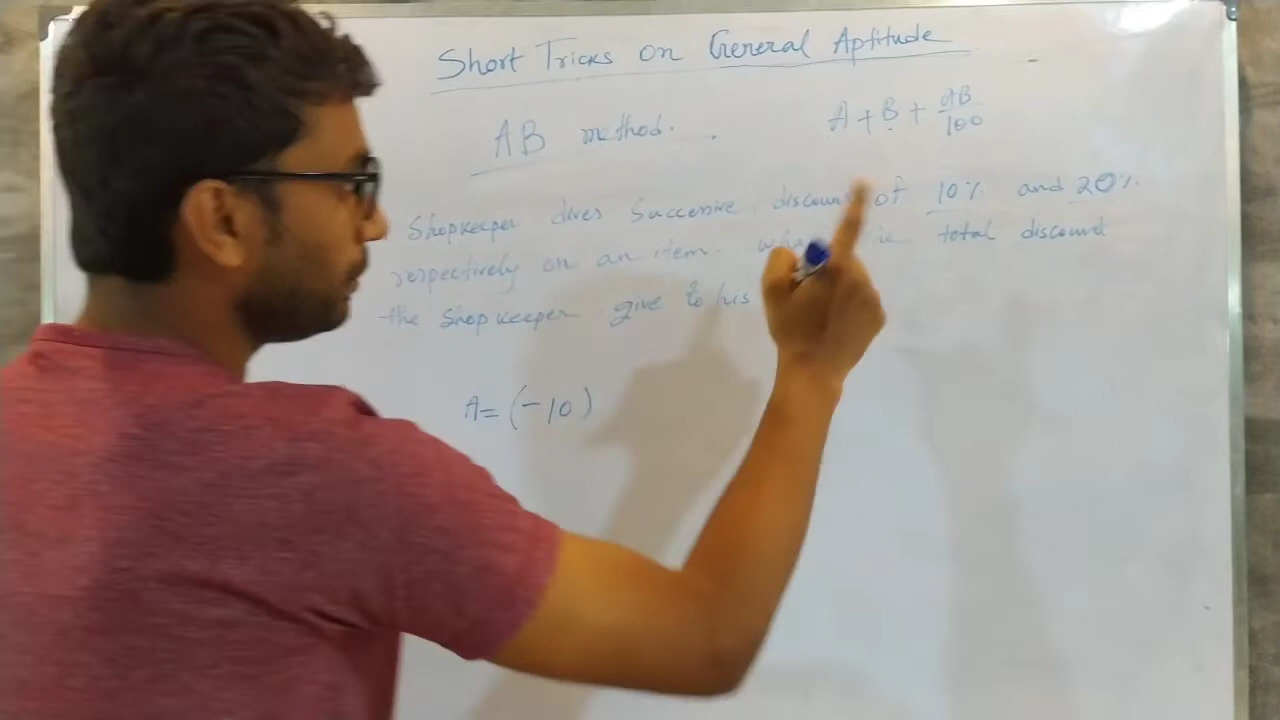 Short Tricks on General Aptitude
AB method.
A + B + AB/100
Shopkeeper gives Successive discount of 10% and 20%
respectively on an item. total discound
the shopkeeper give to his
A = (-10)